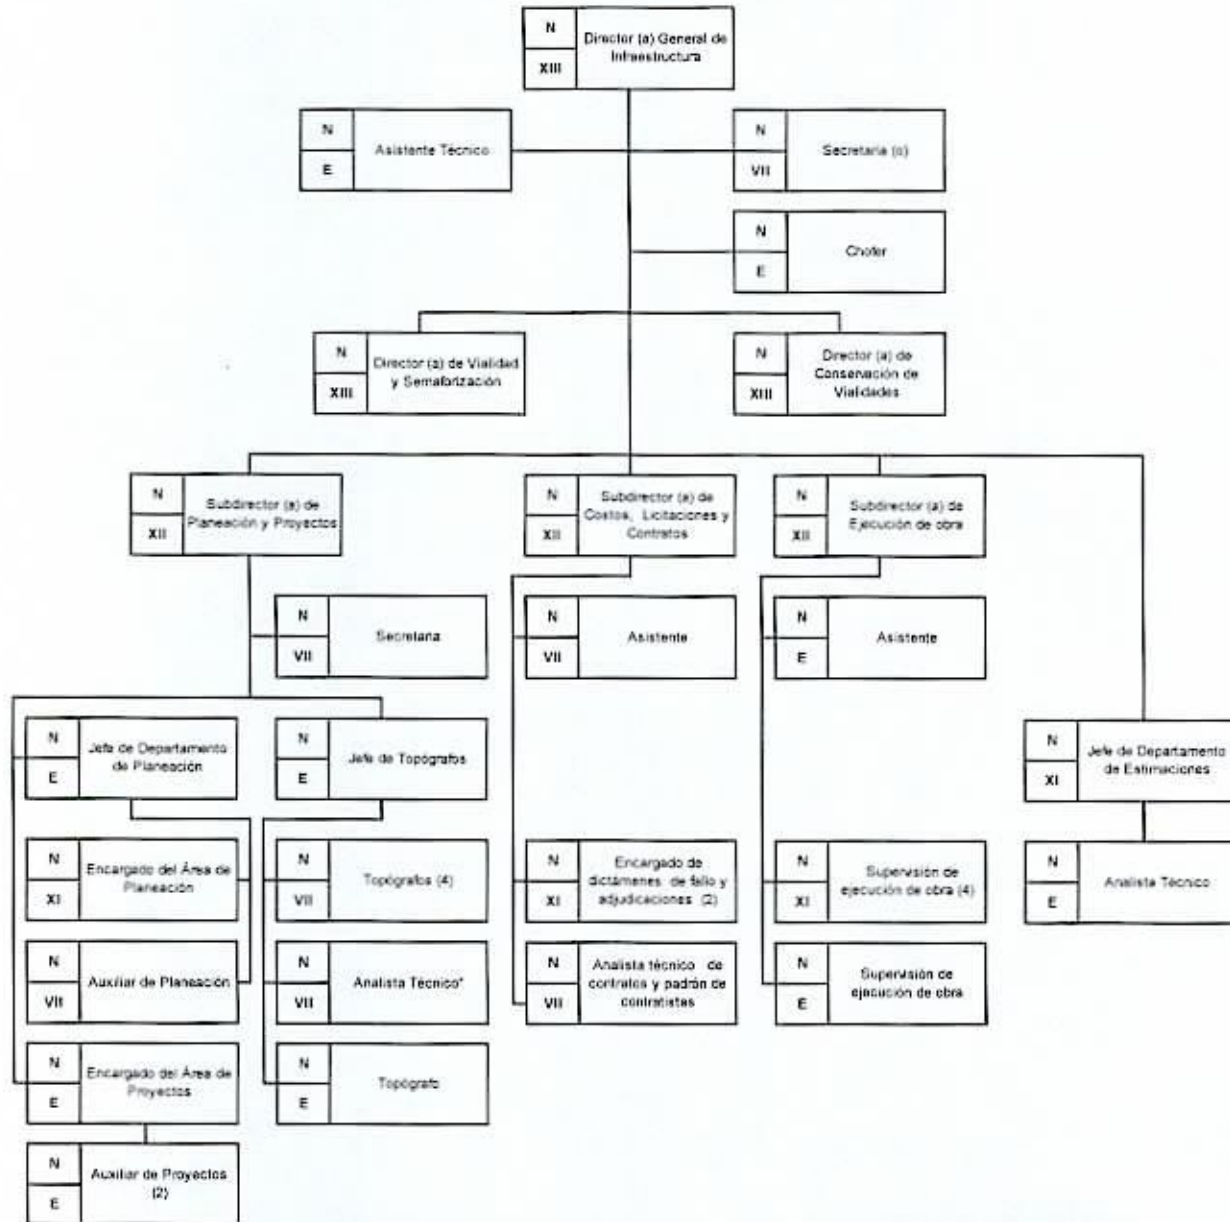 N
XIII
Director (a) General de
Infraestructura
N
E
Asistente Técnico
N
VII
Secretaria (o)
N
E
Chofer
N
XIII
Director (a) de Vialidad
y Semaforización
N
XIII
Director (a) de
Conservación de
Vialidades
N
XII
Subdirector (a) de
Planeación y Proyectos
N
XII
Subdirector (a) de
Costos, Licitaciones y
Contratos
N
XII
Subdirector (a) de
Ejecución de obra
N
VII
Secretaria
N
VII
Asistente
N
E
Asistente
N
E
Jefe de Departamento
de Planeación
N
E
Jefe de Topógrafos
N
XI
Jefe de Departamento
de Estimaciones
N
XI
Encargado del Área de
Planeación
N
VII
Topógrafos (4)
N
XI
Encargado de
dictámenes de fallo y
adjudicaciones (2)
N
XI
Supervisión de
ejecución de obra (4)
N
E
Analista Técnico
N
VII
Auxiliar de Planeación
N
VII
Analista Técnico*
N
VII
Analista técnico de
contratos y padrón de
contratistas
N
E
Supervisión de
ejecución de obra
N
E
Encargado del Área de
Proyectos
N
E
Topógrafo
N
E
Auxiliar de Proyectos
(2)